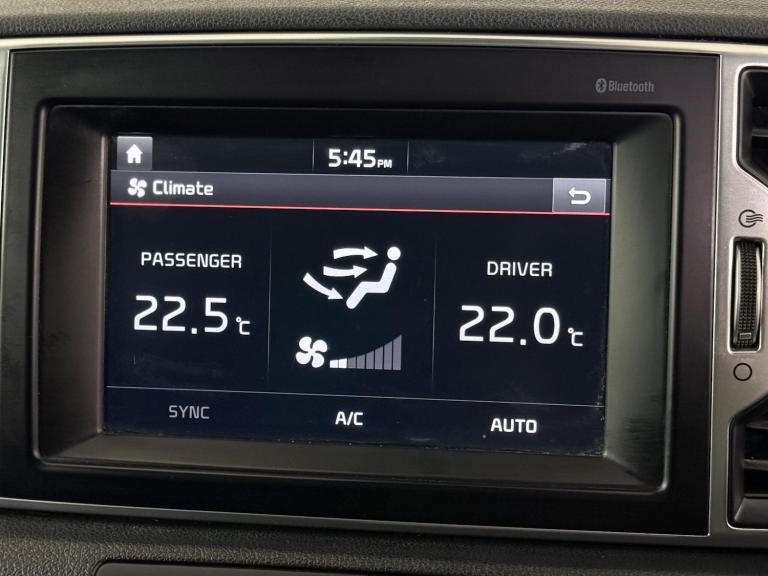 Bluetooth
5:45PM
Climate
PASSENGER
22.5℃
DRIVER
22.0℃
SYNC
A/C
AUTO